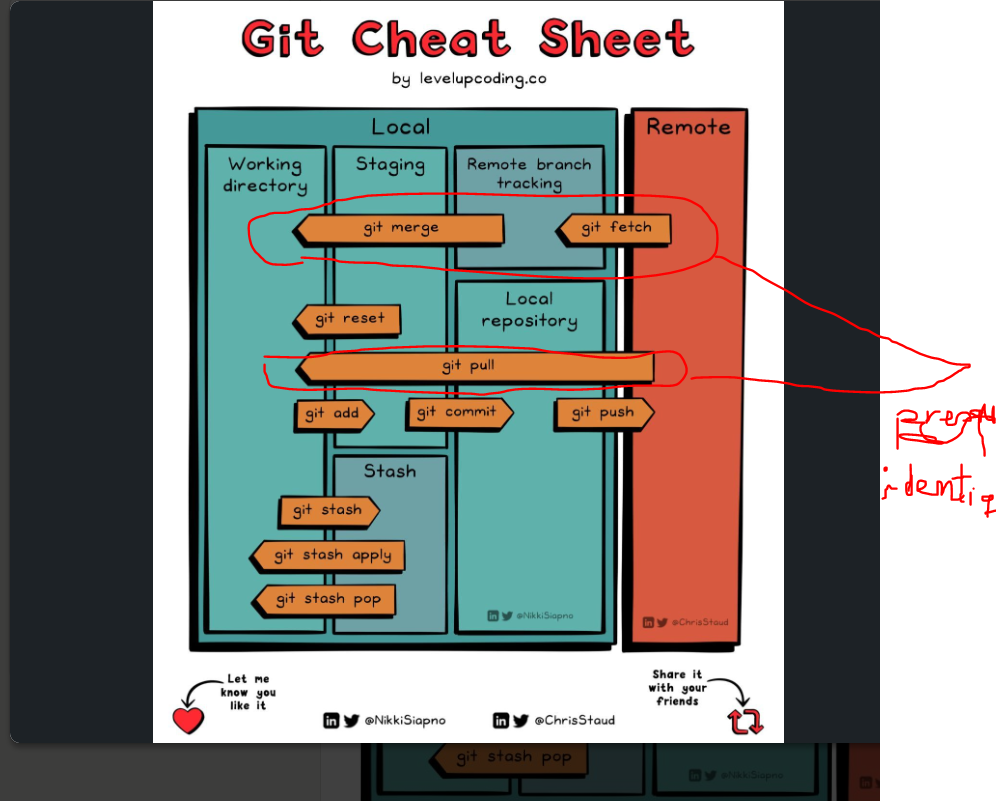 Git Cheat Sheet
by levelupcoding.co
Local
Remote
Working
directory
Staging
Remote branch
tracking
git merge
git fetch
git reset
Local
repository
git pull
git add
git commit
git push
Stash
git stash
git stash apply
git stash pop
@NikkiSiapno
@ChrisStaud
Let me
know you
like it
Share it
with your
friends
@NikkiSiapno
@ChrisStaud
identiq
git stash pop
@NikkiSiapno